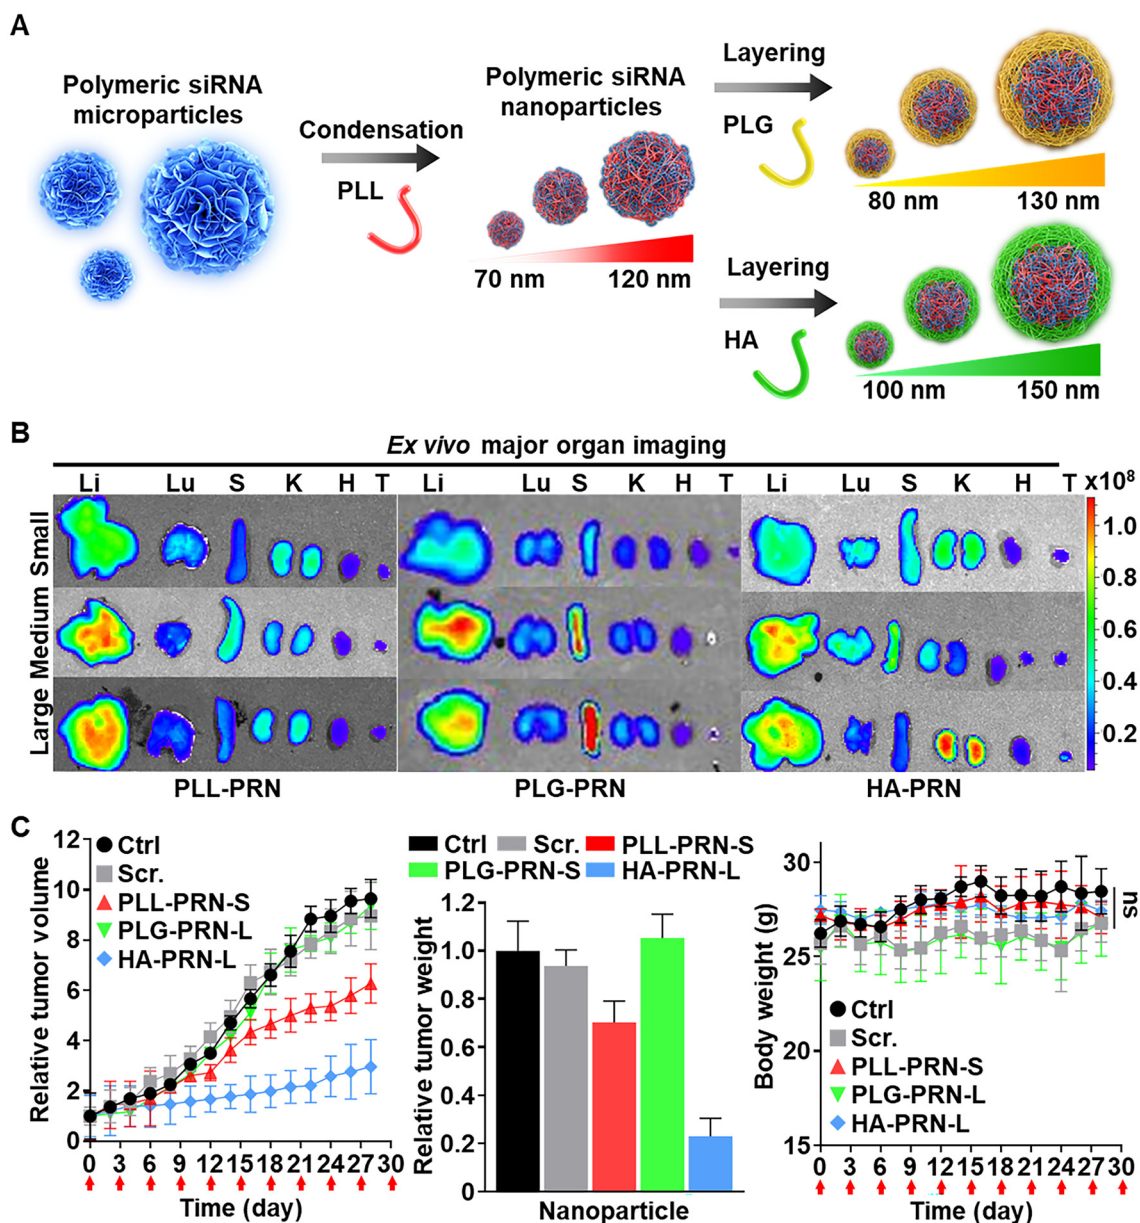 A
Polymeric siRNA
microparticles
Condensation
PLL
Polymeric siRNA
nanoparticles
70 nm
120 nm
Layering
PLG
80 nm
130 nm
Layering
HA
100 nm
150 nm
B
Ex vivo major organ imaging
Li Lu S K H T Li Lu S K H T Li Lu S K H T
x10⁸
1.0
0.8
0.6
0.4
0.2
Small
Medium
Large
PLL-PRN
PLG-PRN
HA-PRN
C
Relative tumor volume
12
10
8
6
4
2
0
Ctrl
Scr.
PLL-PRN-S
PLG-PRN-L
HA-PRN-L
0 3 6 9 12 15 18 21 24 27 30
Time (day)
Ctrl Scr. PLL-PRN-S
PLG-PRN-S HA-PRN-L
Relative tumor weight
1.2
1.0
0.8
0.6
0.4
0.2
0
Nanoparticle
Body weight (g)
30
25
20
15
ns
Ctrl
Scr.
PLL-PRN-S
PLG-PRN-L
HA-PRN-L
0 3 6 9 12 15 18 21 24 27 30
Time (day)